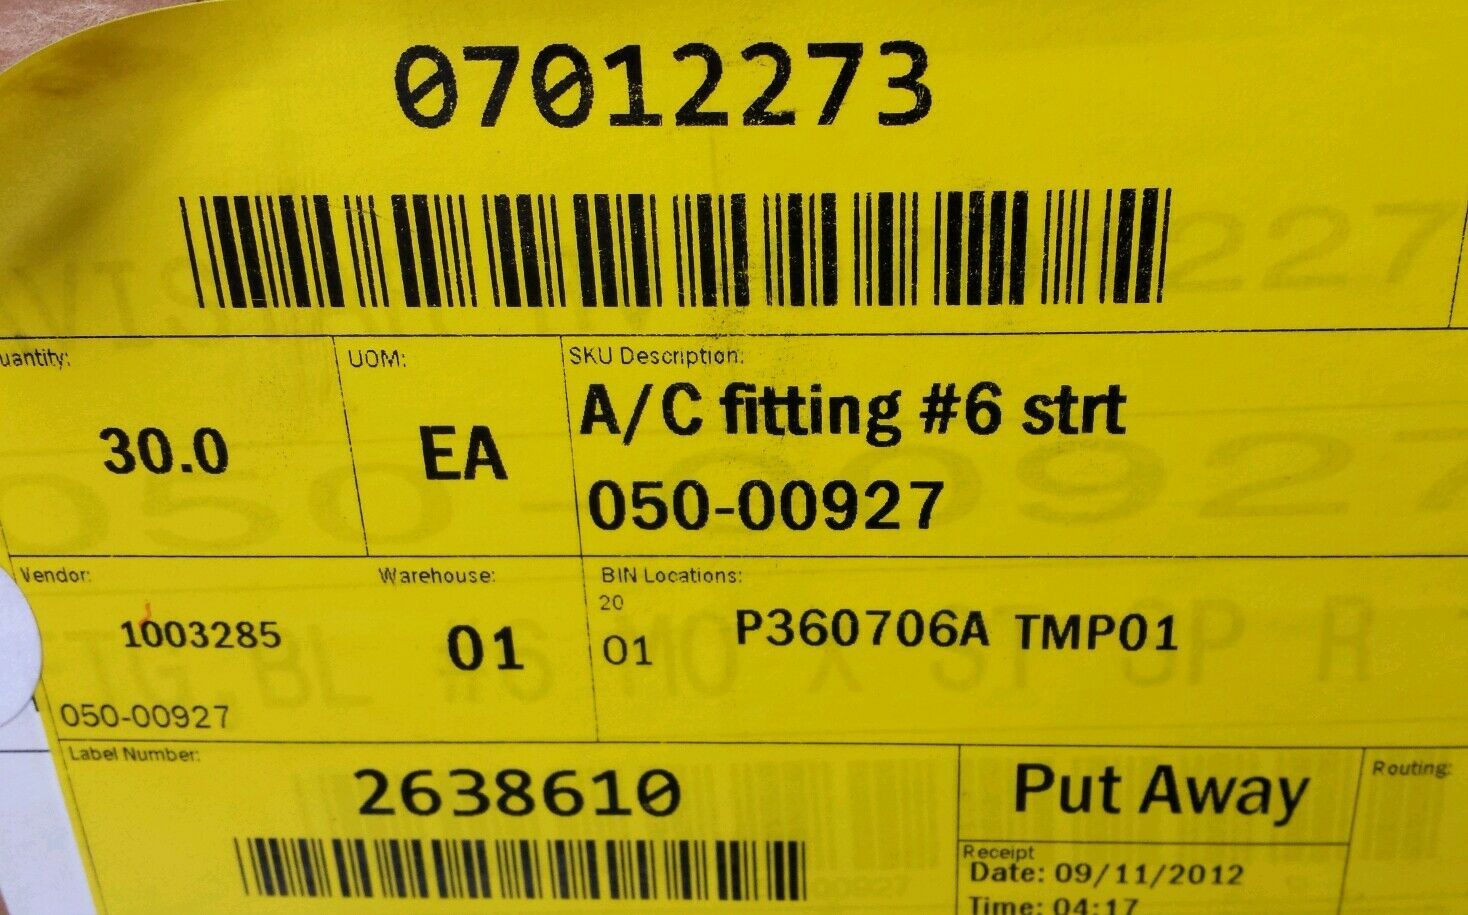 07012273
uantity:
30.0
UOM:
EA
SKU Description:
A/C fitting #6 strt
050-00927
Vendor:
1003285
050-00927
Warehouse:
01
BIN Locations:
20
01 P360706A TMP01
Label Number:
2638610
Put Away
Routing:
Receipt
Date: 09/11/2012
Time: 04:17